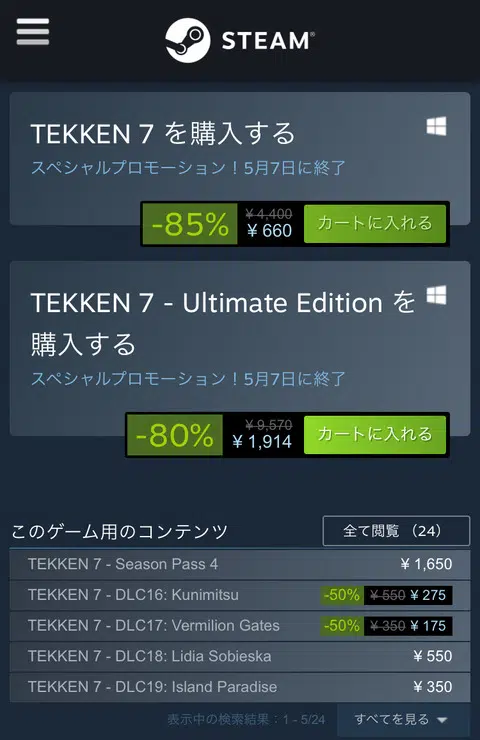 STEAM®
TEKKEN 7 を購入する
スペシャルプロモーション！5月7日に終了
-85% ¥ 4,400 ¥ 660 カートに入れる
TEKKEN 7 - Ultimate Edition を
購入する
スペシャルプロモーション！5月7日に終了
-80% ¥ 9,570 ¥ 1,914 カートに入れる
このゲーム用のコンテンツ 全て閲覧 （24）
TEKKEN 7 - Season Pass 4 ¥ 1,650
TEKKEN 7 - DLC16: Kunimitsu -50% ¥ 550 ¥ 275
TEKKEN 7 - DLC17: Vermilion Gates -50% ¥ 350 ¥ 175
TEKKEN 7 - DLC18: Lidia Sobieska ¥ 550
TEKKEN 7 - DLC19: Island Paradise ¥ 350
表示中の検索結果：1 - 5/24 すべてを見る